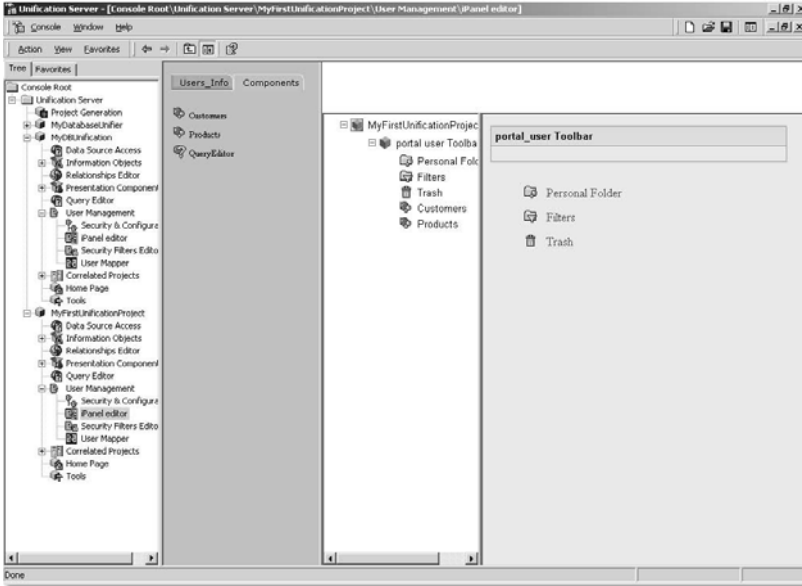 Unification Server - [Console Root\Unification Server\MyFirstUnificationProject\User Management\iPanel editor]
Console Window Help
Action View Favorites
Tree Favorites
Console Root
Unification Server
Project Generation
MyDatabaseUnifier
MyDBUnification
Data Source Access
Information Objects
Relationships Editor
Presentation Component
Query Editor
User Management
Security & Configura
iPanel editor
Security Filters Edito
User Mapper
Correlated Projects
Home Page
Tools
MyFirstUnificationProject
Data Source Access
Information Objects
Relationships Editor
Presentation Component
Query Editor
User Management
Security & Configura
iPanel editor
Security Filters Edito
User Mapper
Correlated Projects
Home Page
Tools
Users_Info Components
Customers
Products
QueryEditor
MyFirstUnificationProjec
portal user Toolba
Personal Fold
Filters
Trash
Customers
Products
portal_user Toolbar
Personal Folder
Filters
Trash
Done